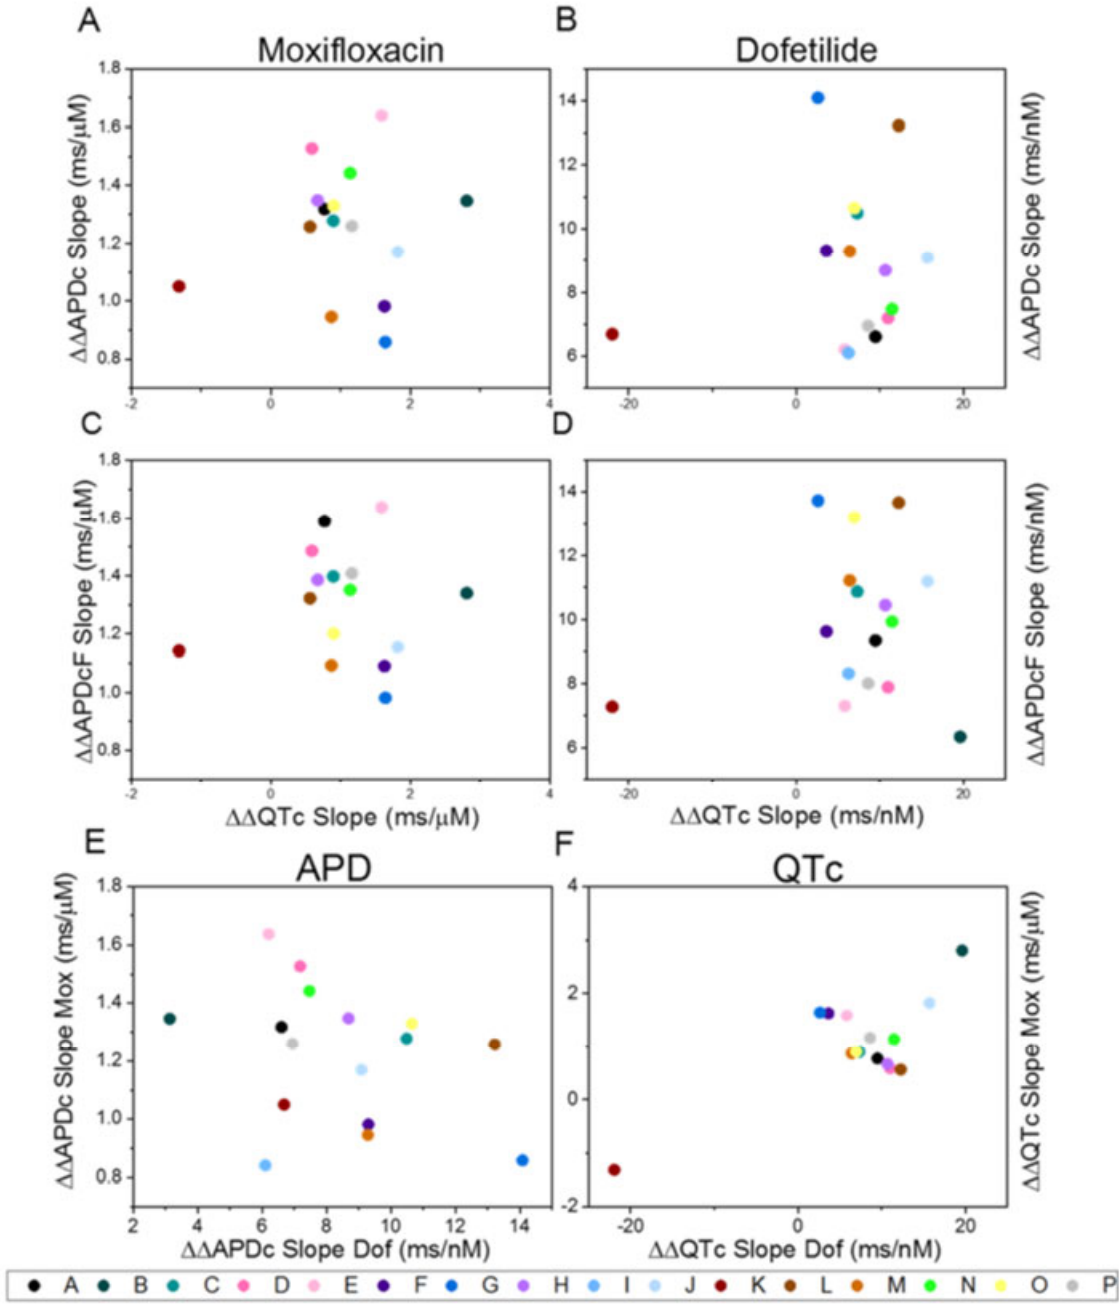 A
B
Moxifloxacin
Dofetilide
ΔΔAPDc Slope (ms/μM)
1.8
1.6
1.4
1.2
1.0
0.8
-2
0
2
4
14
12
10
8
6
-20
0
20
ΔΔAPDc Slope (ms/nM)
C
D
ΔΔAPDcF Slope (ms/μM)
1.8
1.6
1.4
1.2
1.0
0.8
-2
0
2
4
ΔΔQTc Slope (ms/μM)
14
12
10
8
6
-20
0
20
ΔΔQTc Slope (ms/nM)
ΔΔAPDcF Slope (ms/nM)
E
F
APD
QTc
ΔΔAPDc Slope Mox (ms/μM)
1.8
1.6
1.4
1.2
1.0
0.8
2
4
6
8
10
12
14
ΔΔAPDc Slope Dof (ms/nM)
4
2
0
-2
-20
0
20
ΔΔQTc Slope Dof (ms/nM)
ΔΔQTc Slope Mox (ms/μM)
A B C D E F G H I J K L M N O P